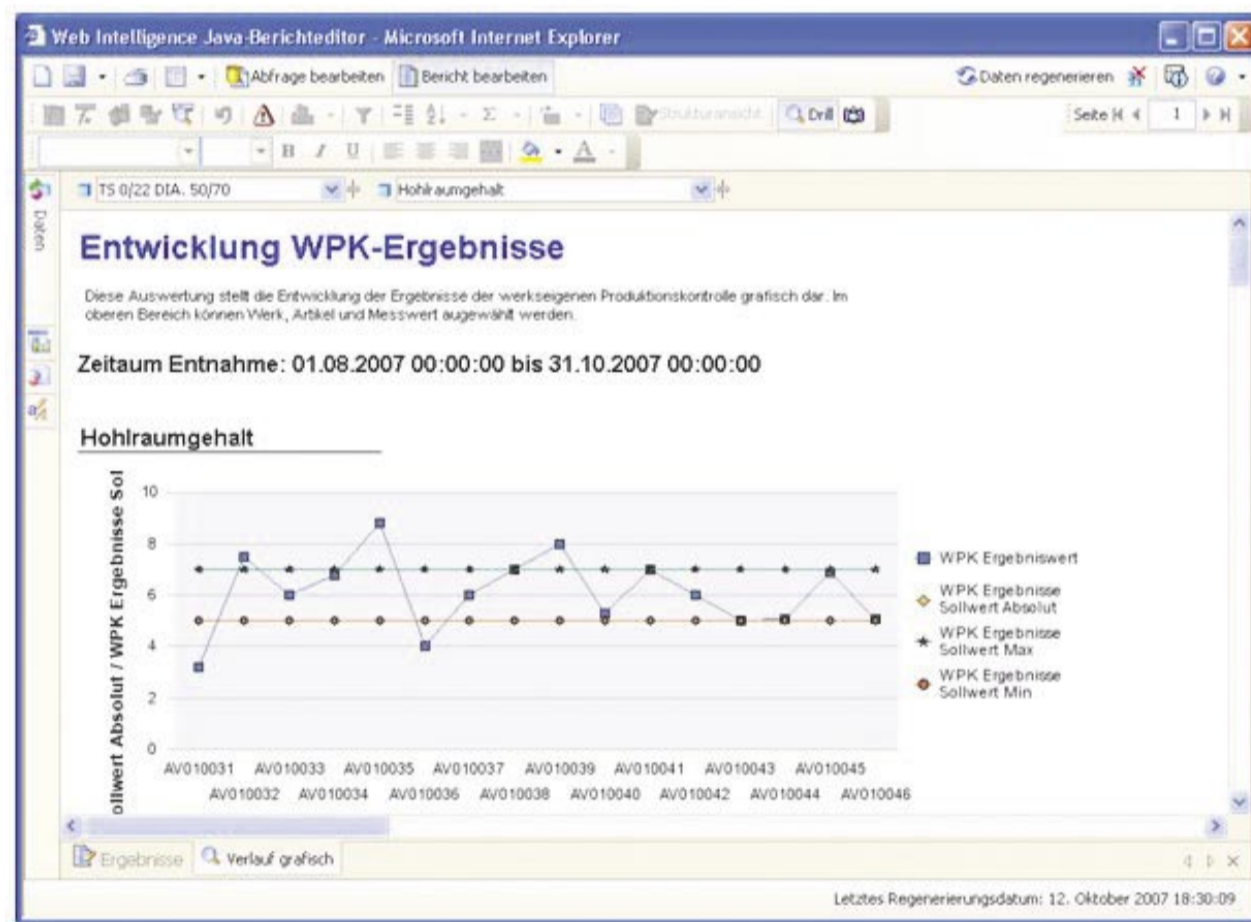 Web Intelligence Java-Berichteditor - Microsoft Internet Explorer
Abfrage bearbeiten Bericht bearbeiten Daten regenerieren
Strukturansicht Drill Seite 1
B I U A
TS 0/22 DIA. 50/70 Hohlraumgehalt
Daten
Entwicklung WPK-Ergebnisse
Diese Auswertung stellt die Entwicklung der Ergebnisse der werkseigenen Produktionskontrolle grafisch dar. Im
oberen Bereich können Werk, Artikel und Messwert augewählt werden.
Zeitaum Entnahme: 01.08.2007 00:00:00 bis 31.10.2007 00:00:00
Hohlraumgehalt
ollwert Absolut / WPK Ergebnisse Sol
10
8
6
4
2
0
AV010031 AV010033 AV010035 AV010037 AV010039 AV010041 AV010043 AV010045
AV010032 AV010034 AV010036 AV010038 AV010040 AV010042 AV010044 AV010046
WPK Ergebniswert
WPK Ergebnisse
Sollwert Absolut
WPK Ergebnisse
Sollwert Max
WPK Ergebnisse
Sollwert Min
Ergebnisse Verlauf grafisch
Letztes Regenerierungsdatum: 12. Oktober 2007 18:30:09